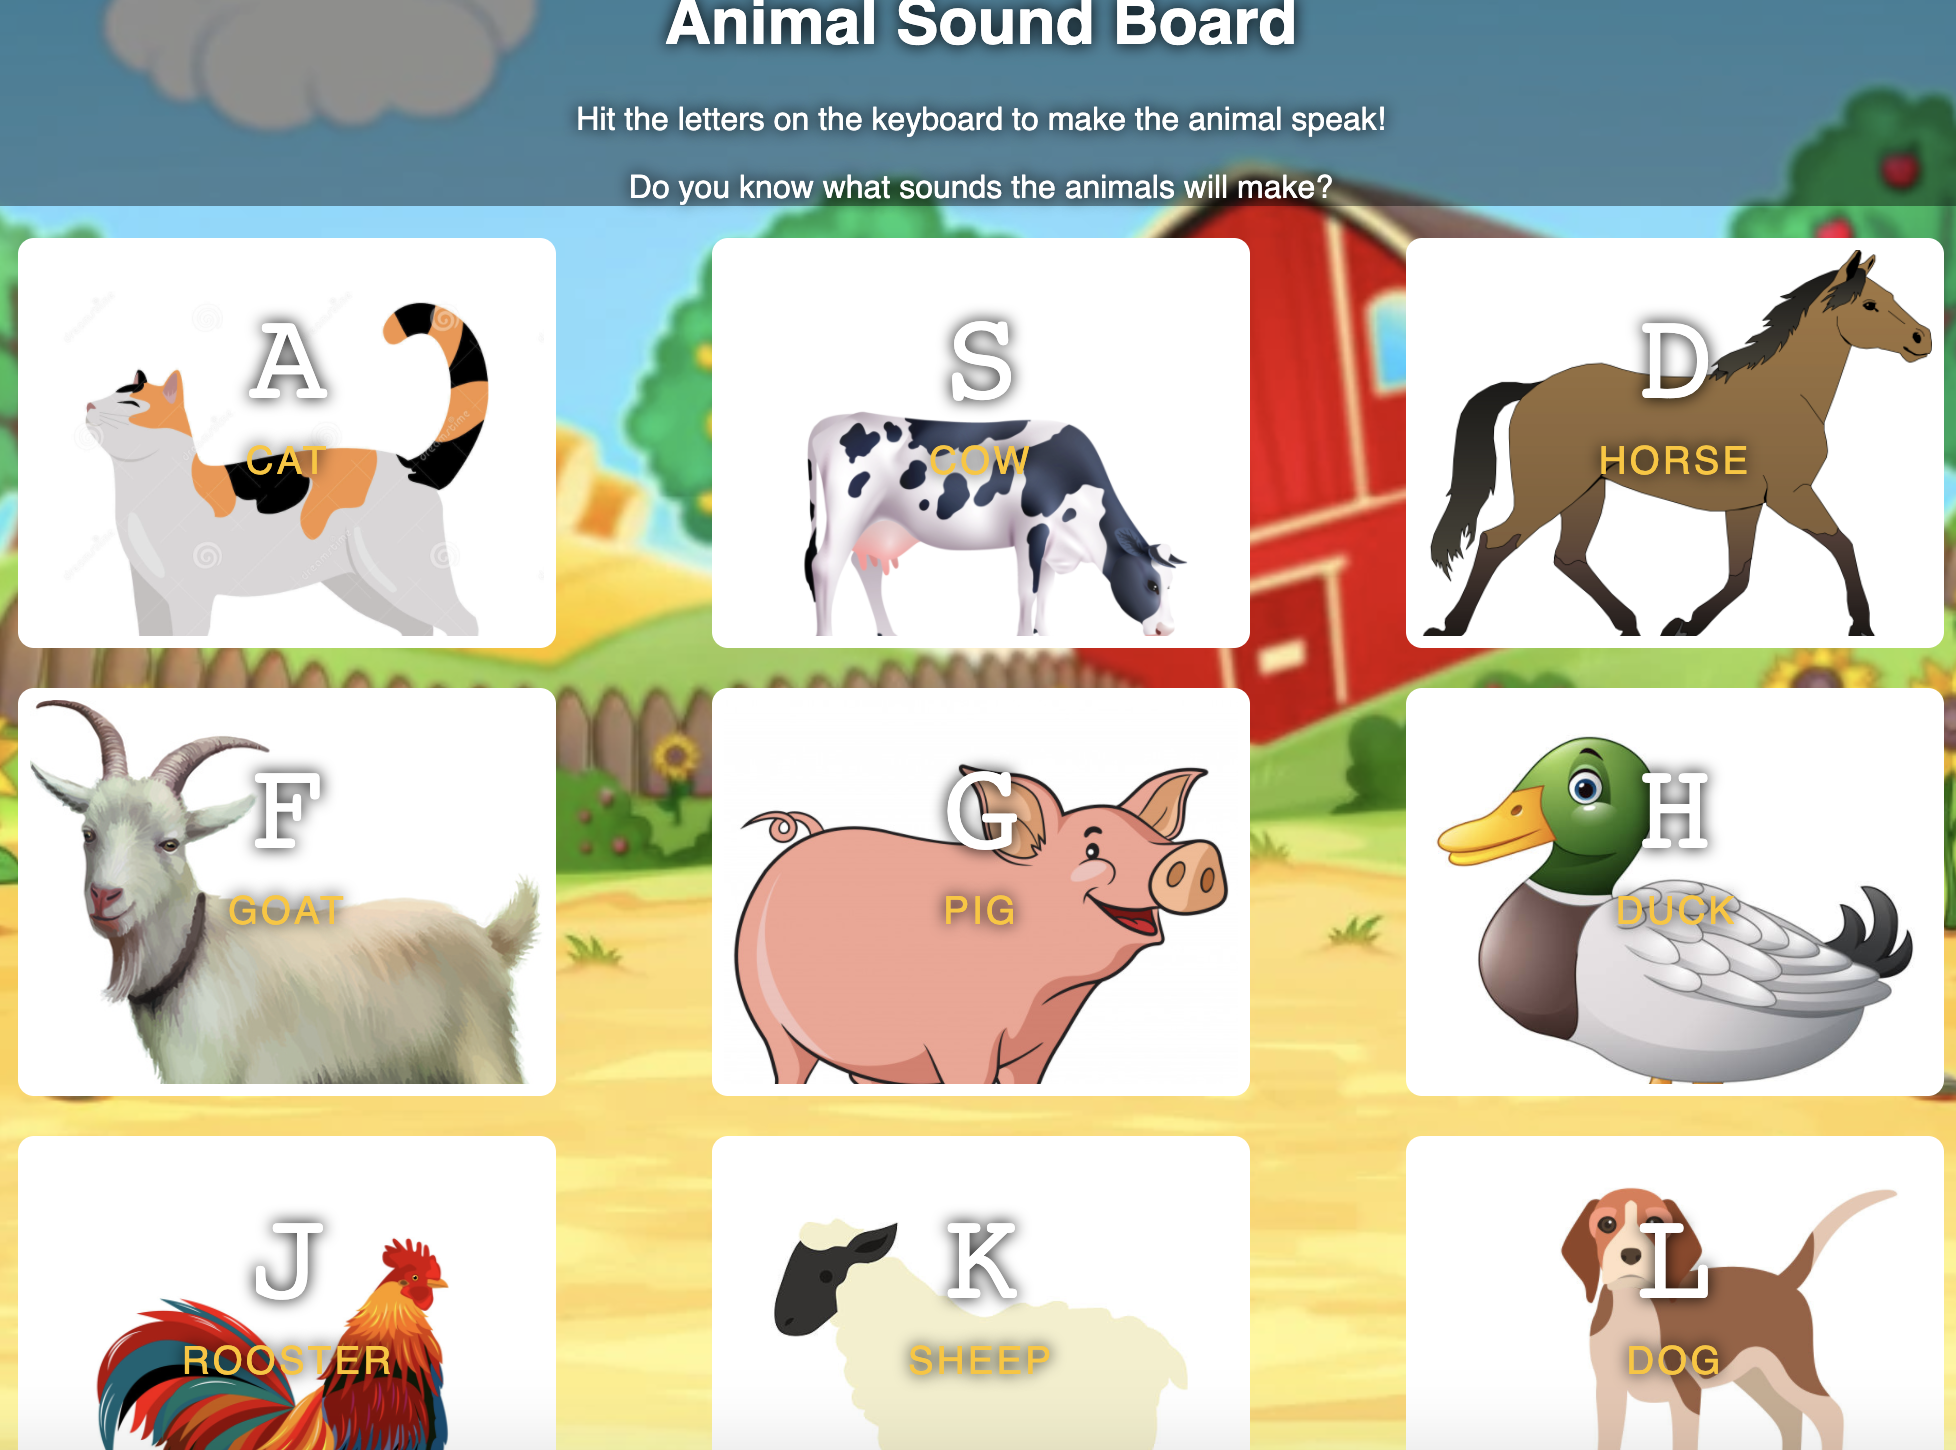 Animal Sound Board
Hit the letters on the keyboard to make the animal speak!
Do you know what sounds the animals will make?
A
CAT
S
COW
D
HORSE
F
GOAT
G
PIG
H
DUCK
J
ROOSTER
K
SHEEP
L
DOG